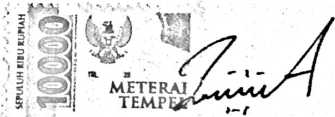 SEPULUH RIBU RUPIAH
10000
METERAI
TEMPEL